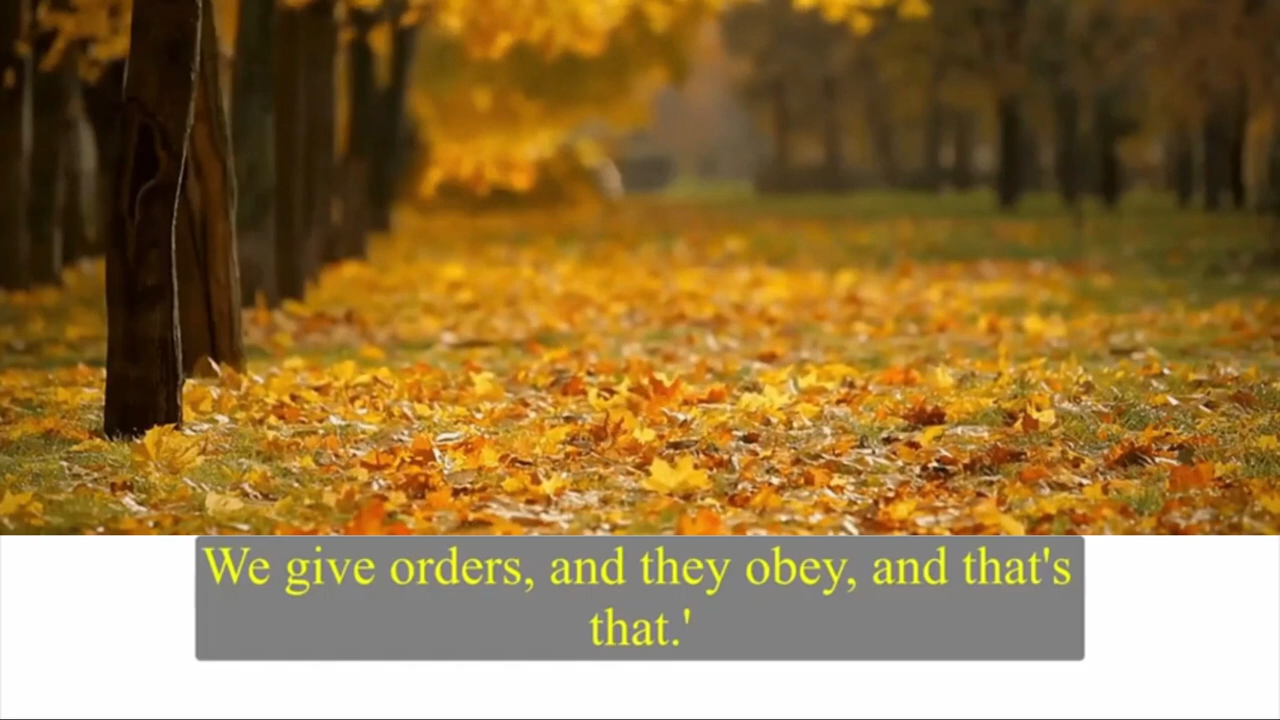 We give orders, and they obey, and that's
that.'